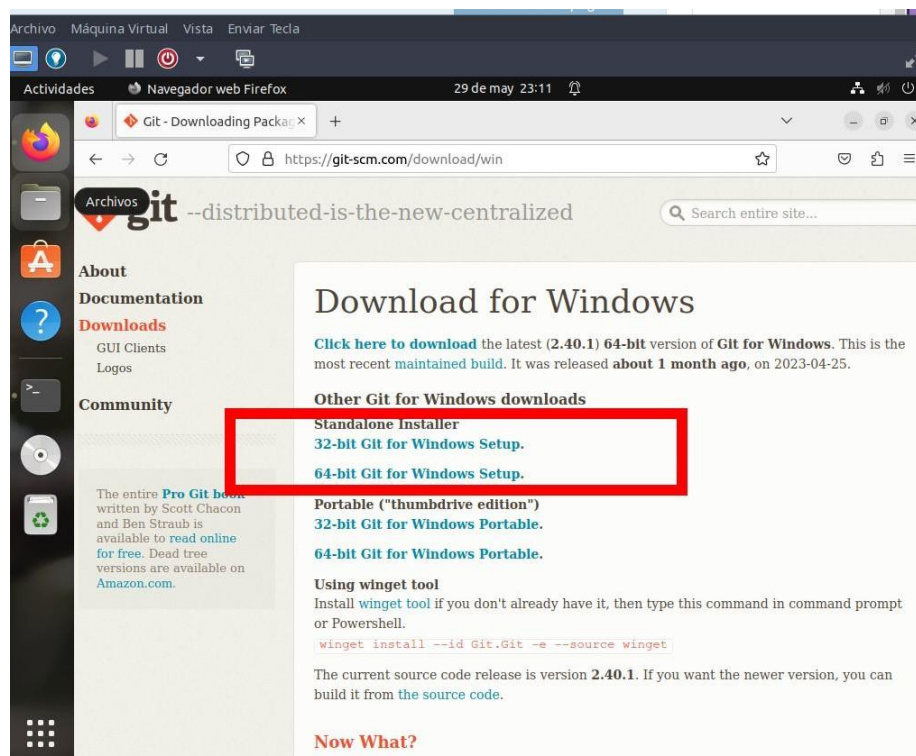 Archivo Máquina Virtual Vista Enviar Tecla
Actividades Navegador web Firefox 29 de may 23:11
Git - Downloading Packag
https://git-scm.com/download/win
Archivos
git --distributed-is-the-new-centralized
Search entire site...
About
Documentation
Downloads
GUI Clients
Logos
Community
The entire Pro Git book
written by Scott Chacon
and Ben Straub is
available to read online
for free. Dead tree
versions are available on
Amazon.com.
Download for Windows
Click here to download the latest (2.40.1) 64-bit version of Git for Windows. This is the
most recent maintained build. It was released about 1 month ago, on 2023-04-25.
Other Git for Windows downloads
Standalone Installer
32-bit Git for Windows Setup.
64-bit Git for Windows Setup.
Portable ("thumbdrive edition")
32-bit Git for Windows Portable.
64-bit Git for Windows Portable.
Using winget tool
Install winget tool if you don't already have it, then type this command in command prompt
or Powershell.
winget install --id Git.Git -e --source winget
The current source code release is version 2.40.1. If you want the newer version, you can
build it from the source code.
Now What?